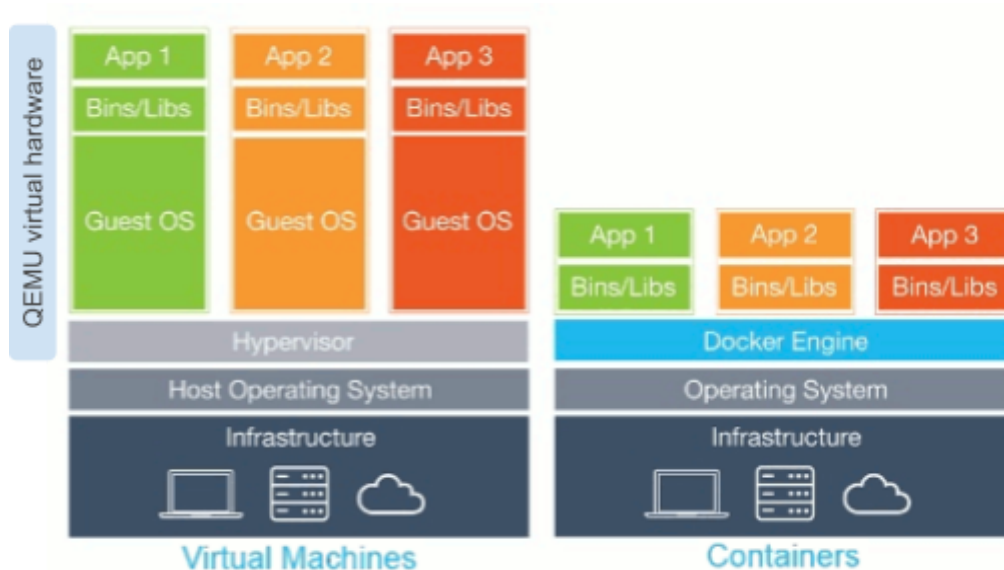 QEMU virtual hardware
App 1
App 2
App 3
Bins/Libs
Bins/Libs
Bins/Libs
Guest OS
Guest OS
Guest OS
Hypervisor
Host Operating System
Infrastructure
Virtual Machines
App 1
App 2
App 3
Bins/Libs
Bins/Libs
Bins/Libs
Docker Engine
Operating System
Infrastructure
Containers